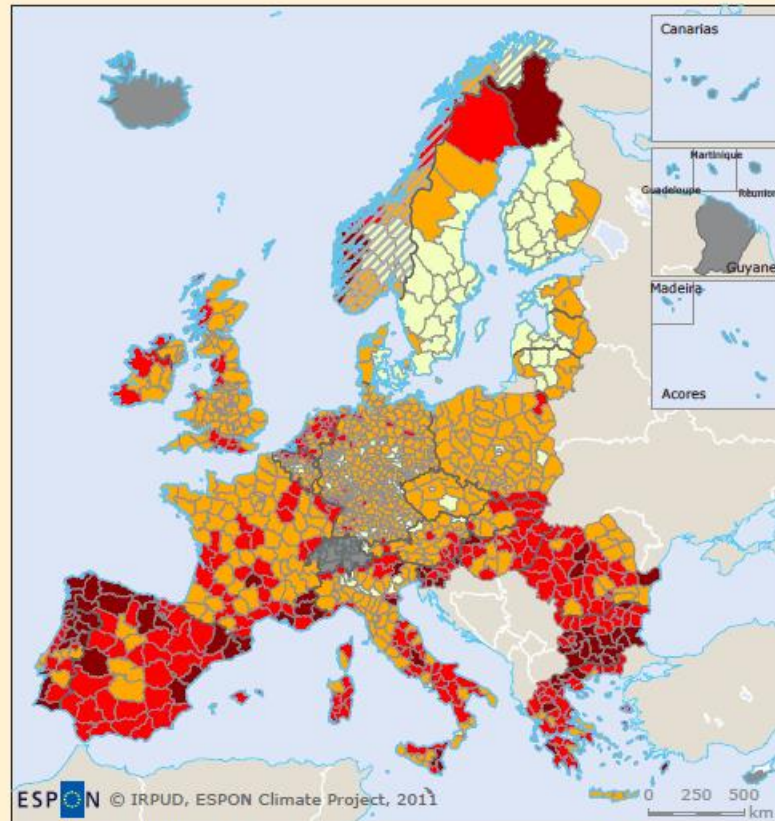 Canarias
Martinique
Guadeloupe
Réunion
Guyane
Madeira
Acores
ESPON © IRPUD, ESPON Climate Project, 2011
0 250 500
km